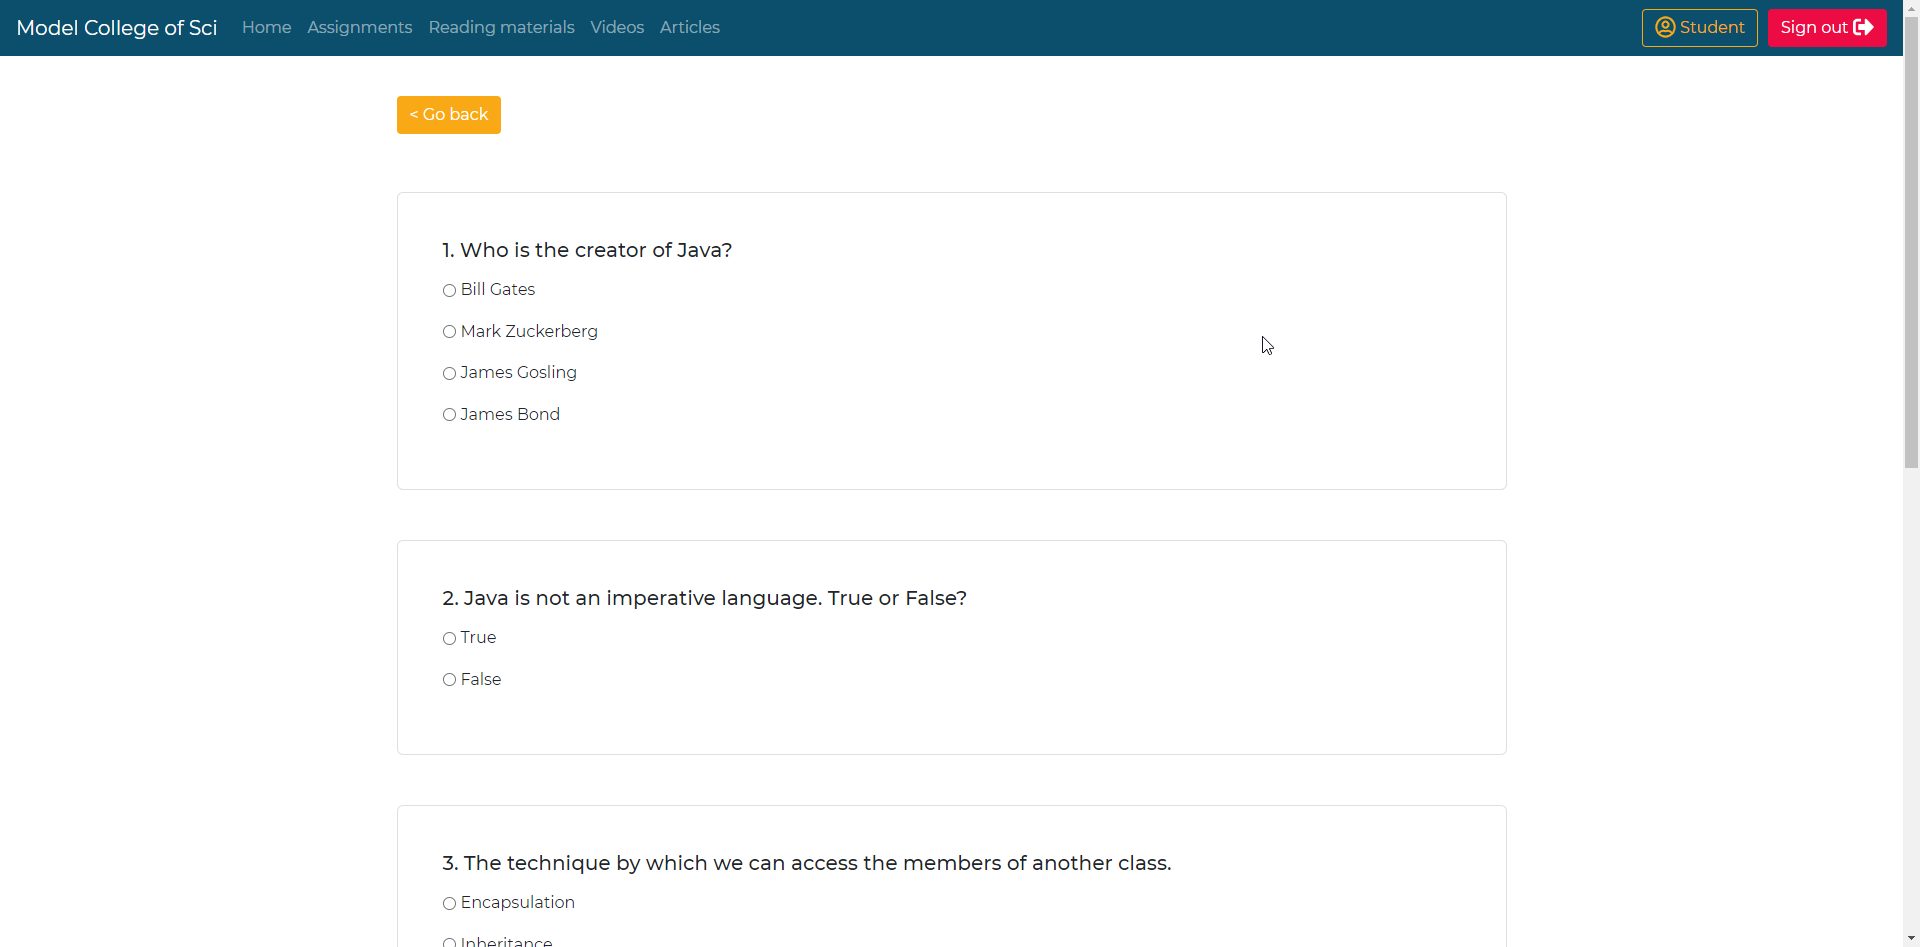 Model College of Sci Home Assignments Reading materials Videos Articles Student Sign out
< Go back
1. Who is the creator of Java?
Bill Gates
Mark Zuckerberg
James Gosling
James Bond
2. Java is not an imperative language. True or False?
True
False
3. The technique by which we can access the members of another class.
Encapsulation
Inheritance